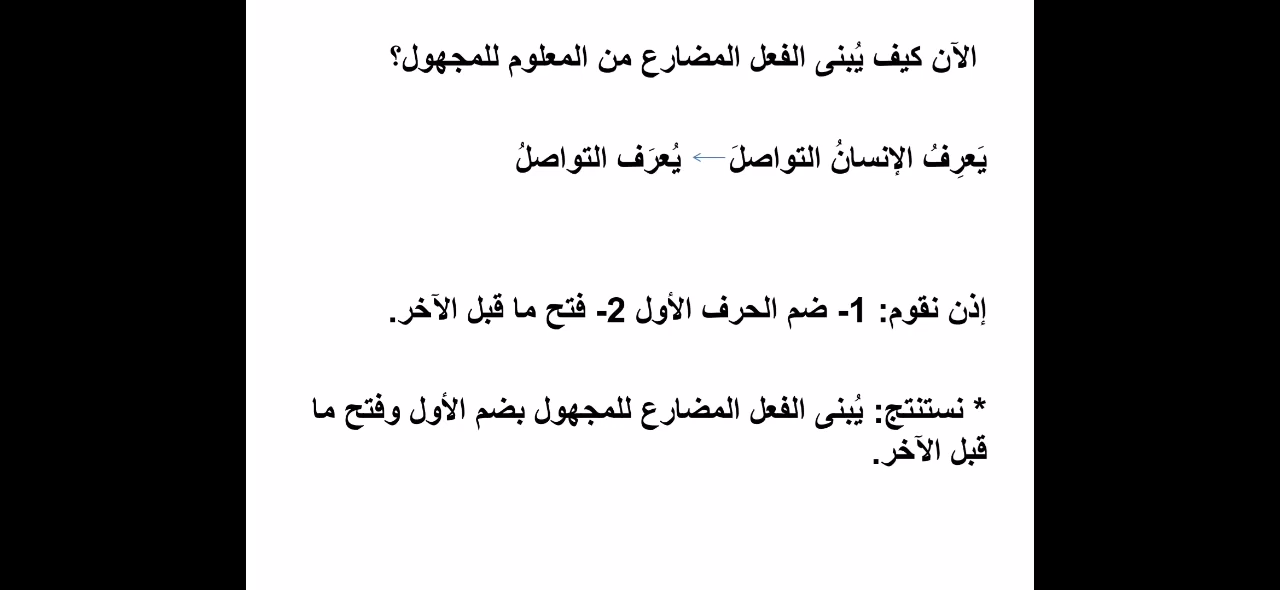 الآن كيف يُبنى الفعل المضارع من المعلوم للمجهول؟
يَعرِفُ الإنسانُ التواصلَ ← يُعرَف التواصلُ
إذن نقوم: 1- ضم الحرف الأول 2- فتح ما قبل الآخر.
* نستنتج: يُبنى الفعل المضارع للمجهول بضم الأول وفتح ما
قبل الآخر.